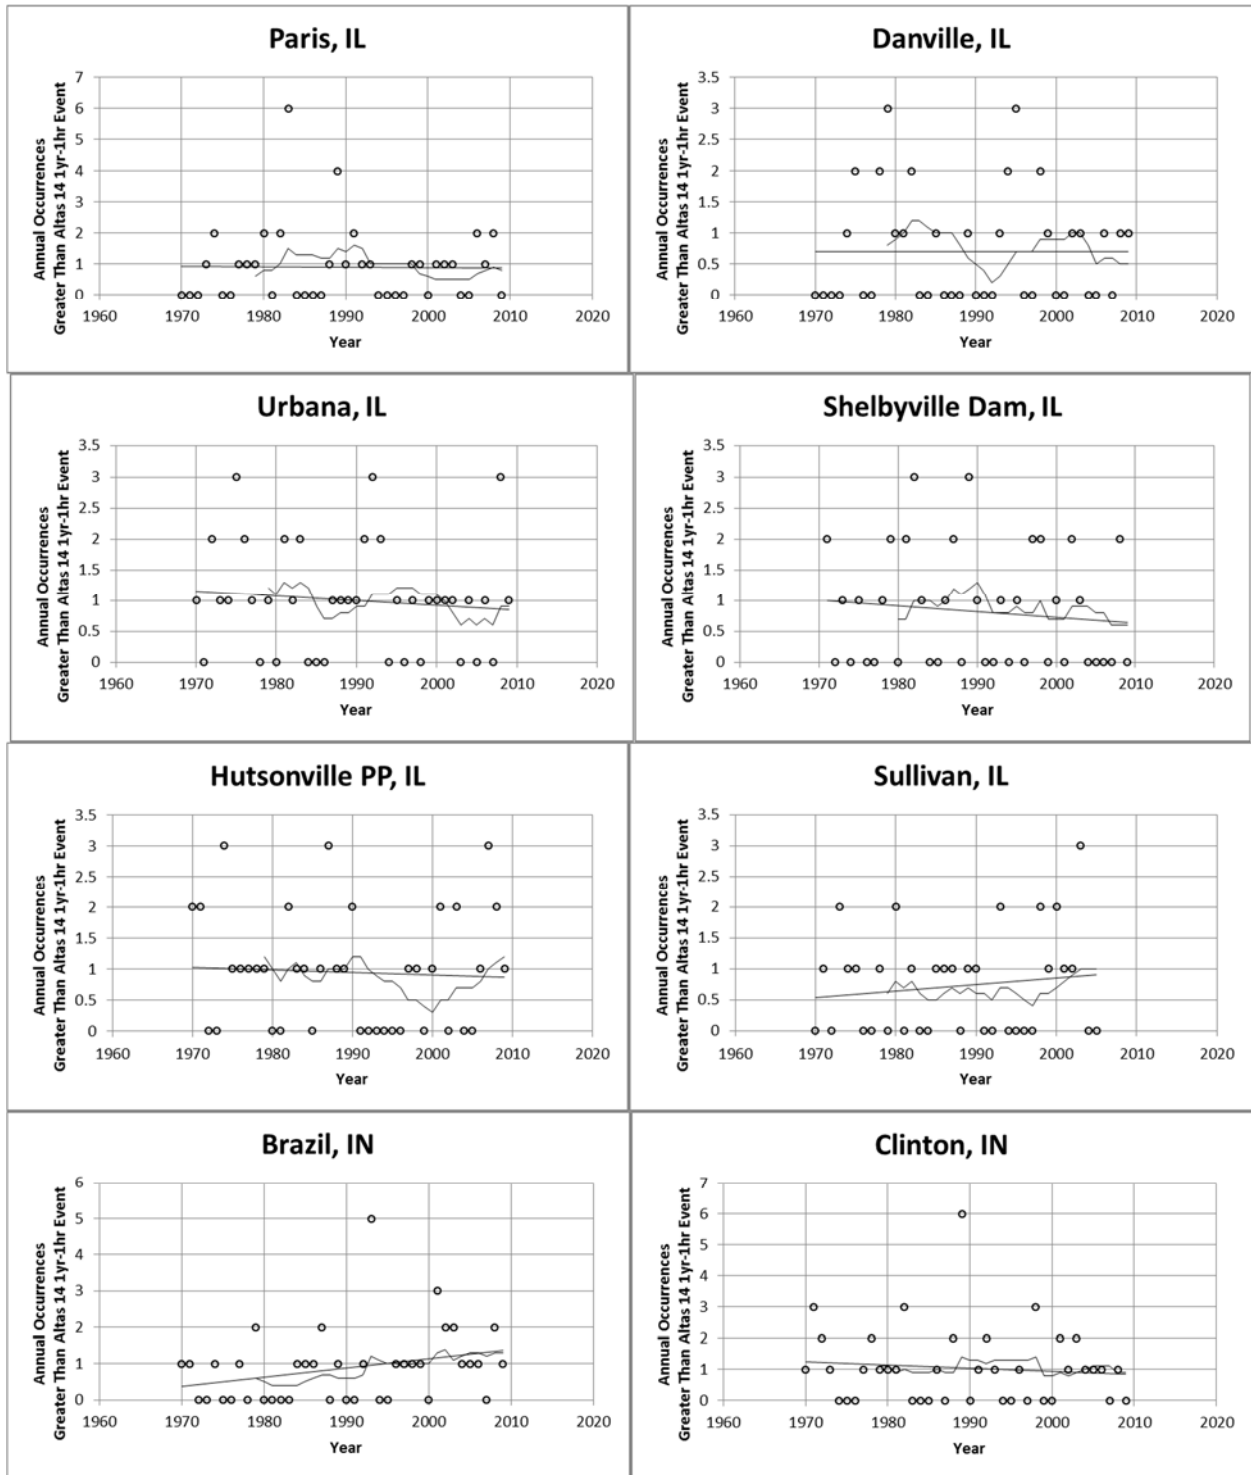 Paris, IL
Annual Occurrences
Greater Than Altas 14 1yr-1hr Event
7
6
5
4
3
2
1
0
1960 1970 1980 1990 2000 2010 2020
Year
Danville, IL
Annual Occurrences
Greater Than Altas 14 1yr-1hr Event
3.5
3
2.5
2
1.5
1
0.5
0
1960 1970 1980 1990 2000 2010 2020
Year
Urbana, IL
Annual Occurrences
Greater Than Altas 14 1yr-1hr Event
3.5
3
2.5
2
1.5
1
0.5
0
1960 1970 1980 1990 2000 2010 2020
Year
Shelbyville Dam, IL
Annual Occurrences
Greater Than Altas 14 1yr-1hr Event
3.5
3
2.5
2
1.5
1
0.5
0
1960 1970 1980 1990 2000 2010 2020
Year
Hutsonville PP, IL
Annual Occurrences
Greater Than Altas 14 1yr-1hr Event
3.5
3
2.5
2
1.5
1
0.5
0
1960 1970 1980 1990 2000 2010 2020
Year
Sullivan, IL
Annual Occurrences
Greater Than Altas 14 1yr-1hr Event
3.5
3
2.5
2
1.5
1
0.5
0
1960 1970 1980 1990 2000 2010 2020
Year
Brazil, IN
Annual Occurrences
Greater Than Altas 14 1yr-1hr Event
6
5
4
3
2
1
0
1960 1970 1980 1990 2000 2010 2020
Year
Clinton, IN
Annual Occurrences
Greater Than Altas 14 1yr-1hr Event
7
6
5
4
3
2
1
0
1960 1970 1980 1990 2000 2010 2020
Year